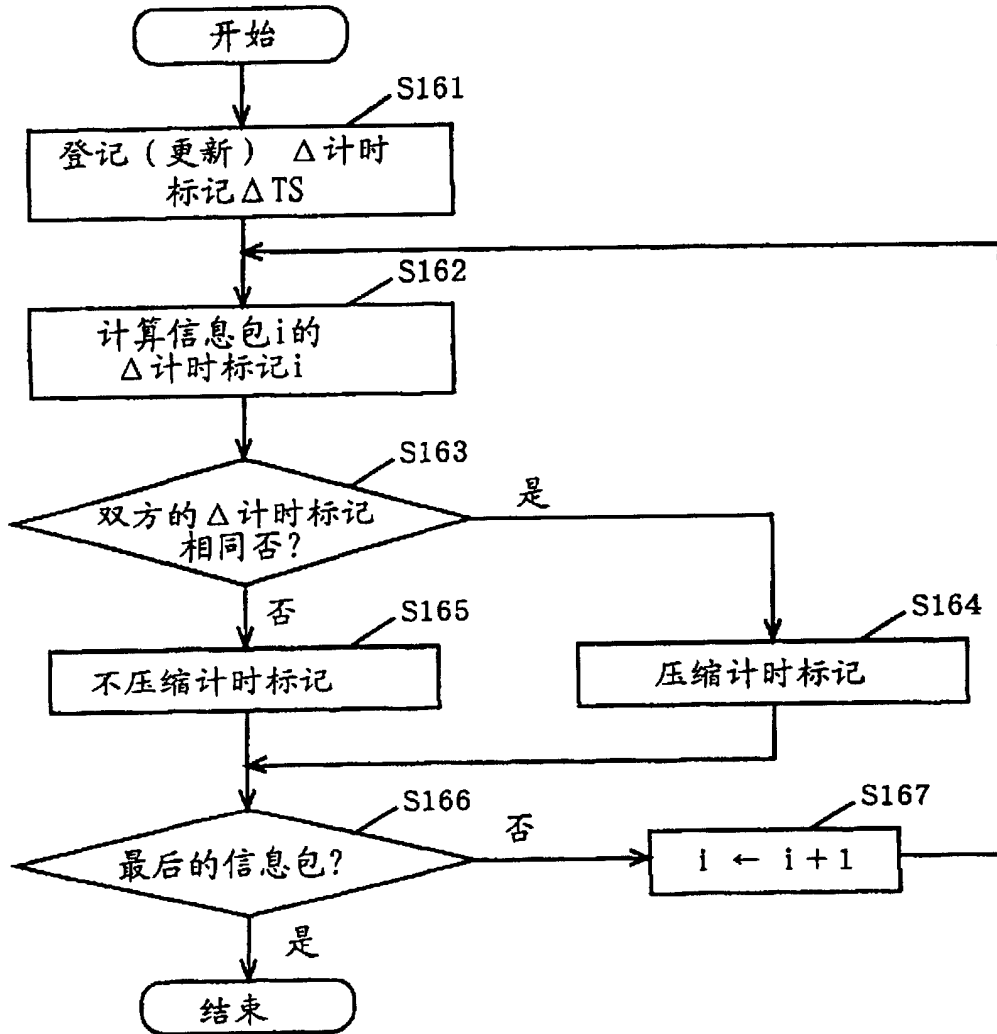 开始
S161
登记（更新） Δ计时
标记ΔTS
S162
计算信息包i的
Δ计时标记i
S163
双方的Δ计时标记
相同否？
是
否
S165
不压缩计时标记
S164
压缩计时标记
S166
最后的信息包？
否
S167
i ← i+1
是
结束